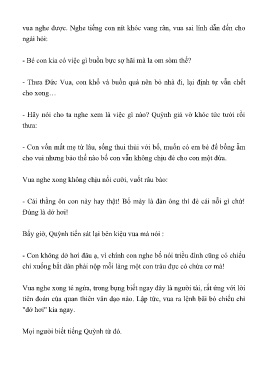 vua nghe được. Nghe tiếng con nít khóc vang rân, vua sai lính dẫn đến cho
ngài hỏi:
- Bé con kia có việc gì buồn bực sợ hãi mà la om sòm thế?
- Thưa Đức Vua, con khổ và buồn quá nên bỏ nhà đi, lại định tự vẫn chết
cho xong…
- Hãy nói cho ta nghe xem là việc gì nào? Quỳnh giả vờ khóc tức tưởi rồi
thưa:
- Con vốn mất mẹ từ lâu, sống thui thủi với bố, muốn có em bé để bồng ẵm
cho vui nhưng bảo thế nào bố con vẫn không chịu đẻ cho con một đứa.
Vua nghe xong không chịu nổi cười, vuốt râu bảo:
- Cái thằng ôn con này hay thật! Bố mày là đàn ông thì đẻ cái nỗi gì chứ!
Đúng là dở hơi!
Bấy giờ, Quỳnh tiến sát lại bên kiệu vua mà nói :
- Con không dở hơi đâu ạ, vì chính con nghe bố nói triều đình cũng có chiếu
chỉ xuống bắt dân phải nộp mỗi làng một con trâu đực có chửa cơ mà!
Vua nghe xong té ngửa, trong bụng biết ngay đây là người tài, rất ứng với lời
tiên đoán của quan thiên văn dạo nào. Lập tức, vua ra lệnh bãi bỏ chiếu chỉ
"dở hơi" kia ngay.
Mọi người biết tiếng Quỳnh từ đó.